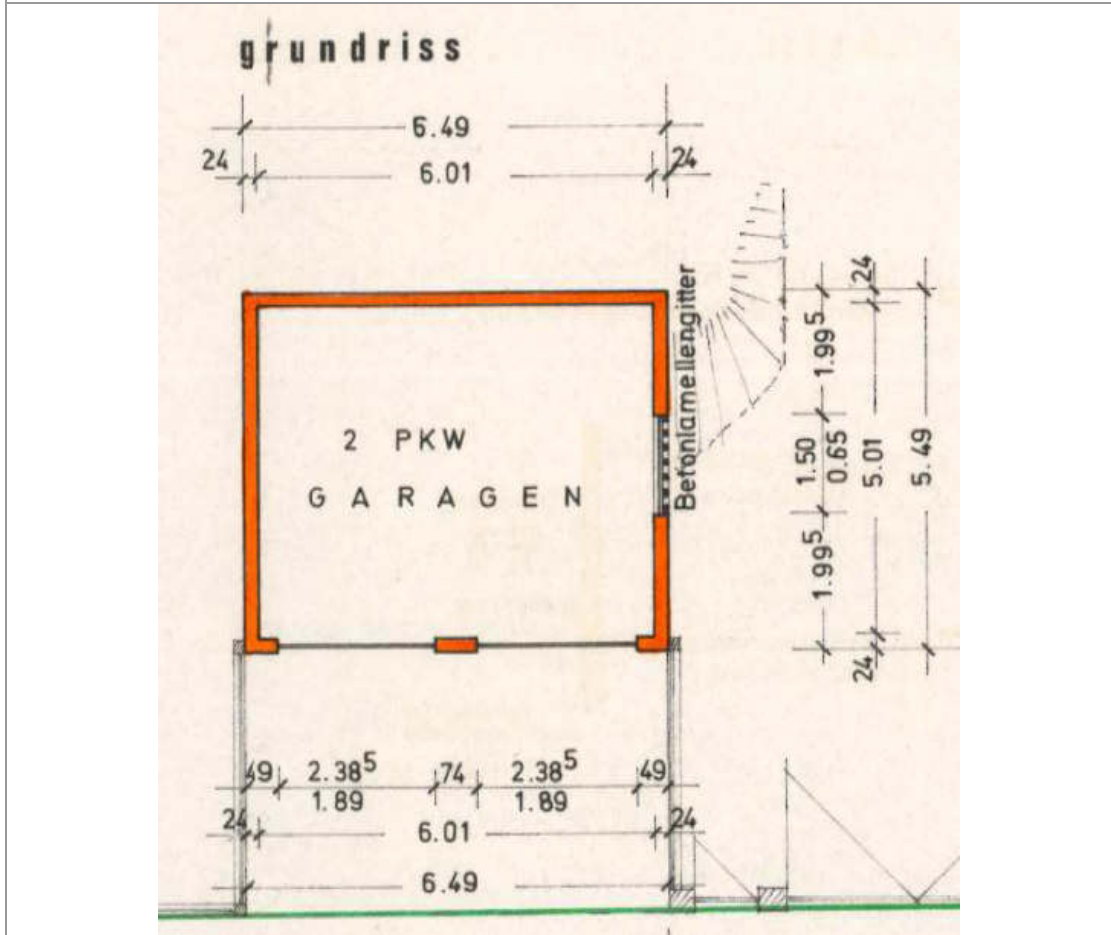 grundriss
6.49
24 6.01 24
24
1.99⁵
Betonlamellengitter
2 PKW
GARAGEN
1.50
0.65
5.01
5.49
1.99⁵
24
49 2.38⁵ 74 2.38⁵ 49
1.89 1.89
24 6.01 24
6.49